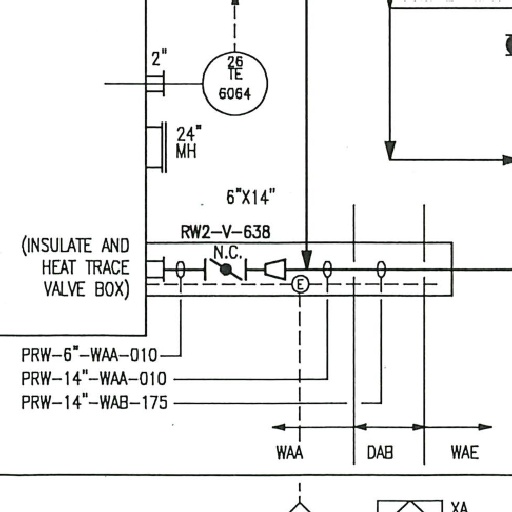 2"
26
TE
6064
24"
MH
6"X14"
RW2-V-638
N.C.
(INSULATE AND
HEAT TRACE
VALVE BOX)
E
PRW-6"-WAA-010
PRW-14"-WAA-010
PRW-14"-WAB-175
WAA
DAB
WAE
XA